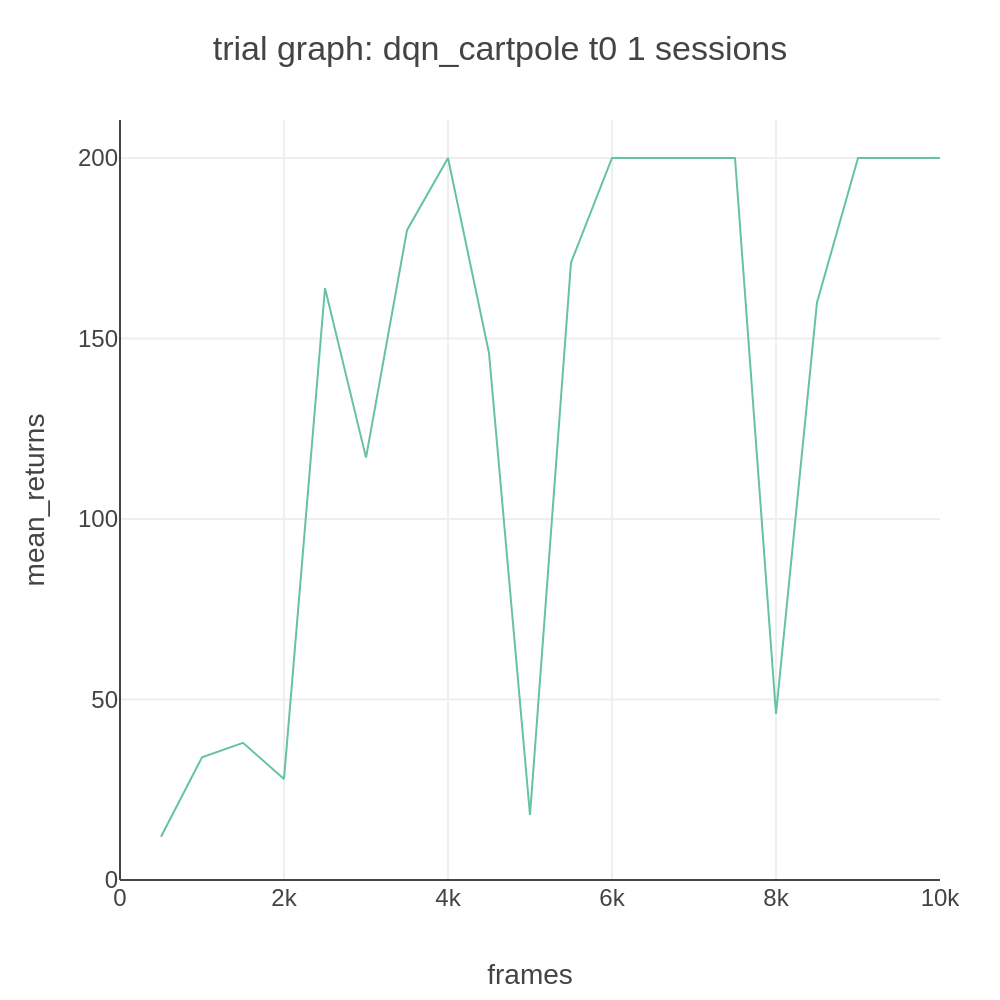 trial graph: dqn_cartpole t0 1 sessions
200
150
100
50
0
0 2k 4k 6k 8k 10k
mean_returns
frames